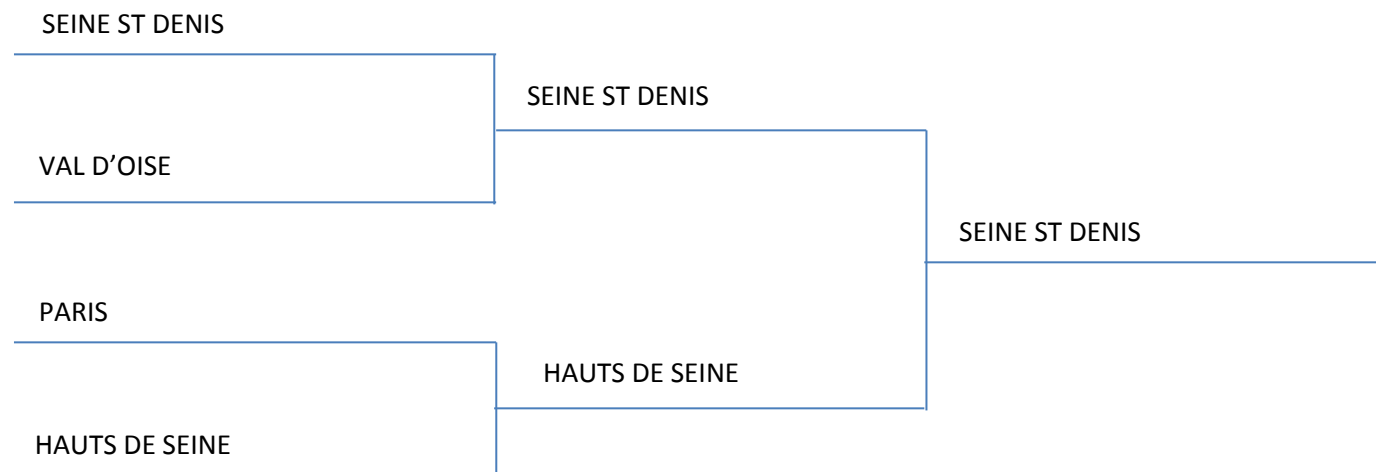 SEINE ST DENIS
SEINE ST DENIS
VAL D’OISE
SEINE ST DENIS
PARIS
HAUTS DE SEINE
HAUTS DE SEINE